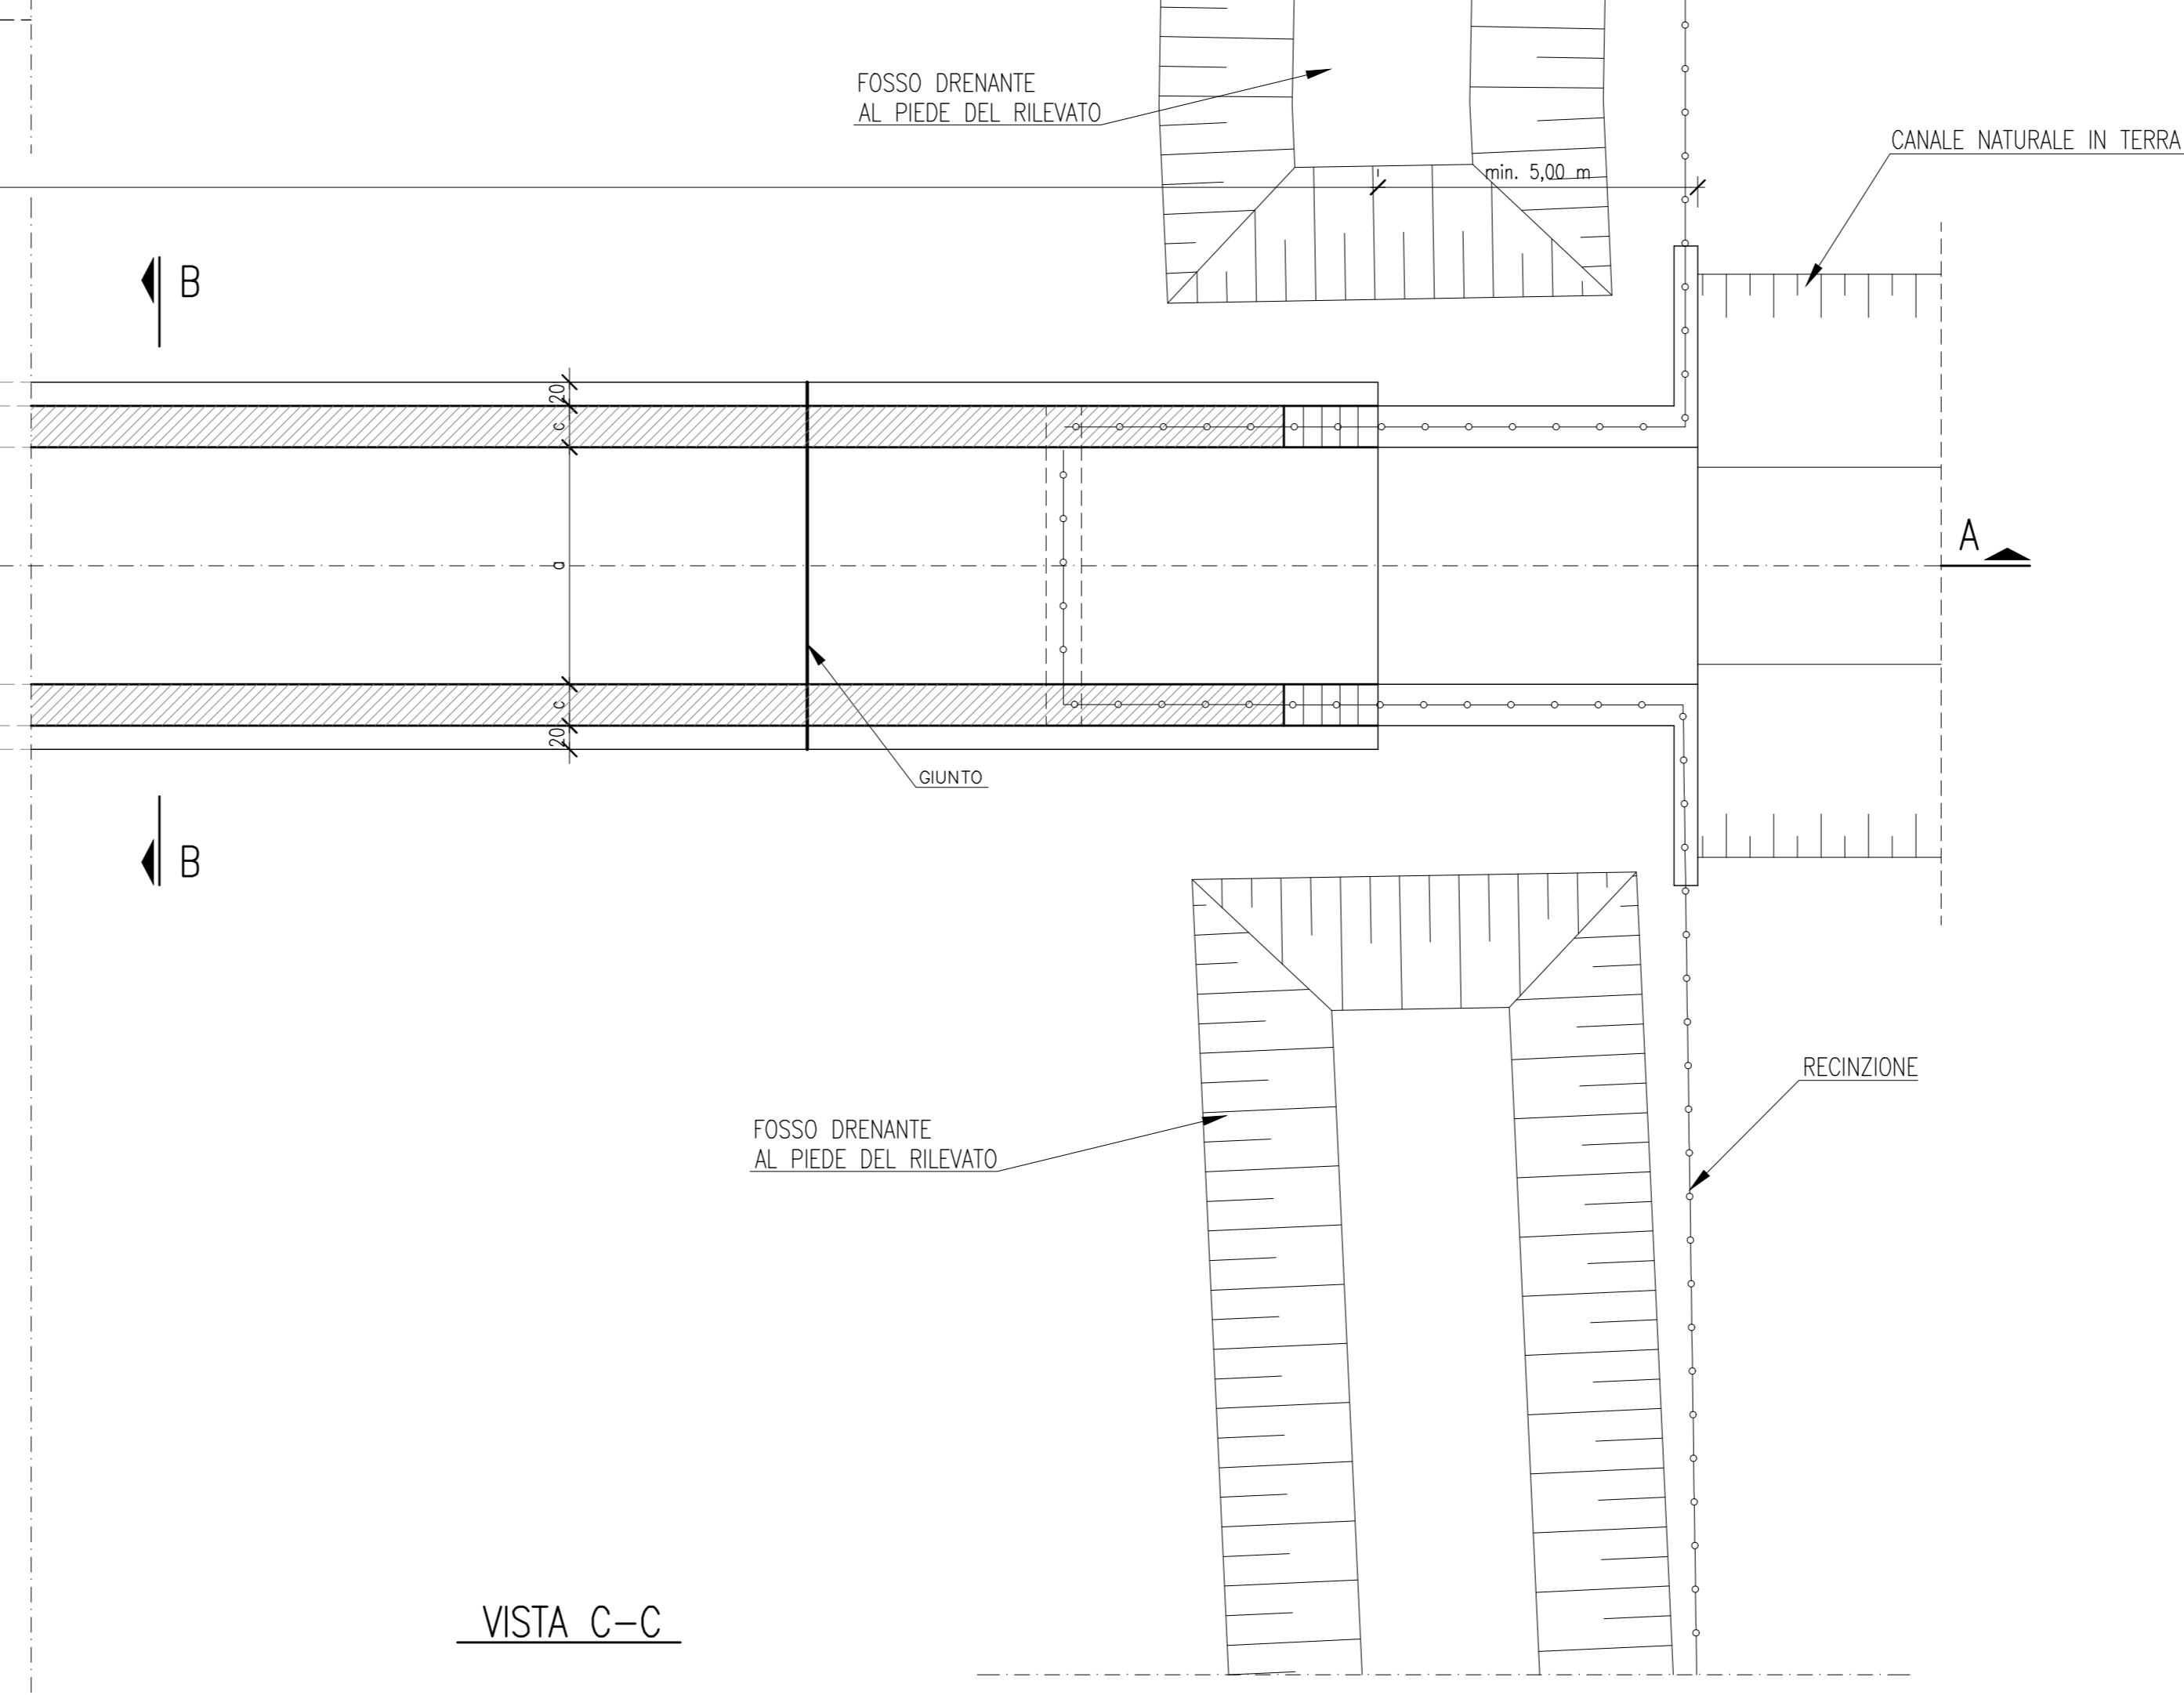 FOSSO DRENANTE
AL PIEDE DEL RILEVATO
CANALE NATURALE IN TERRA
min. 5,00 m
B
20
c
a
A
c
20
GIUNTO
B
RECINZIONE
FOSSO DRENANTE
AL PIEDE DEL RILEVATO
VISTA C-C